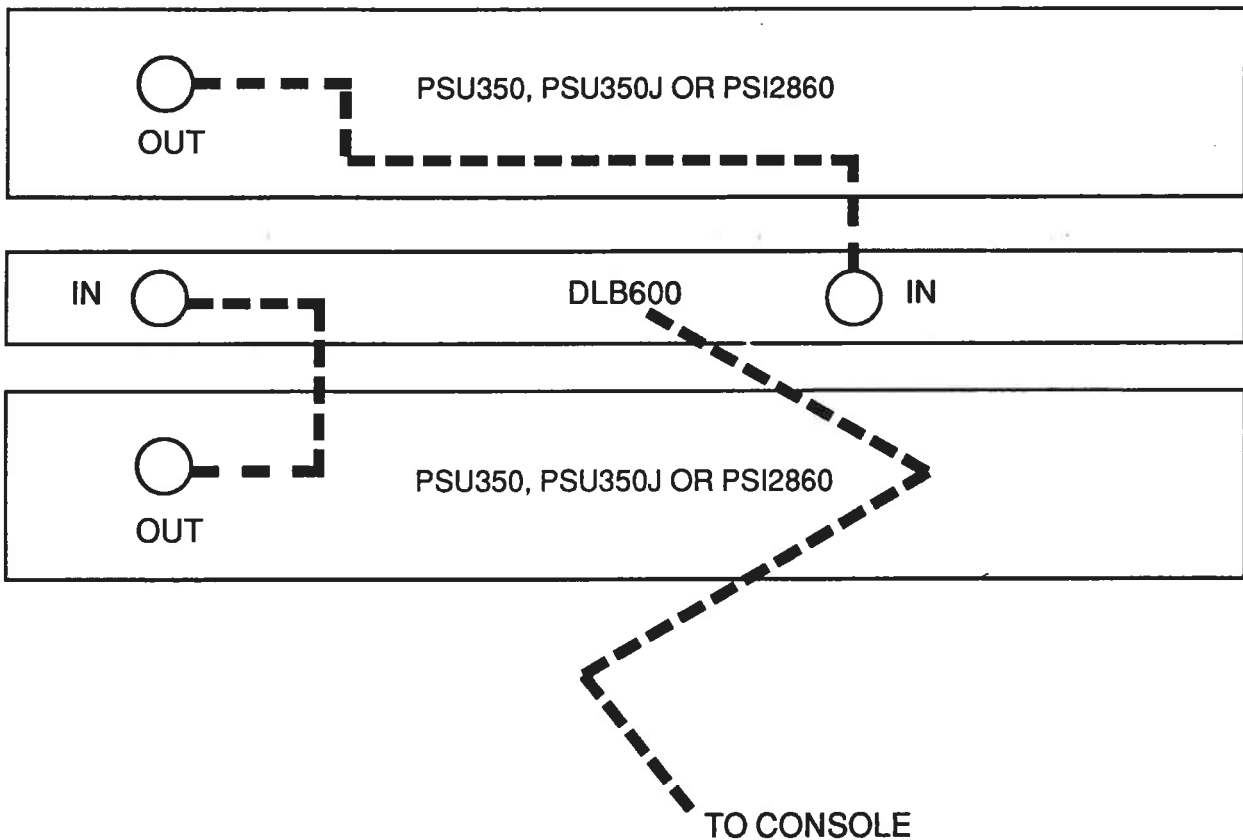 PSU350, PSU350J OR PSI2860
OUT
IN
DLB600
IN
PSU350, PSU350J OR PSI2860
OUT
TO CONSOLE